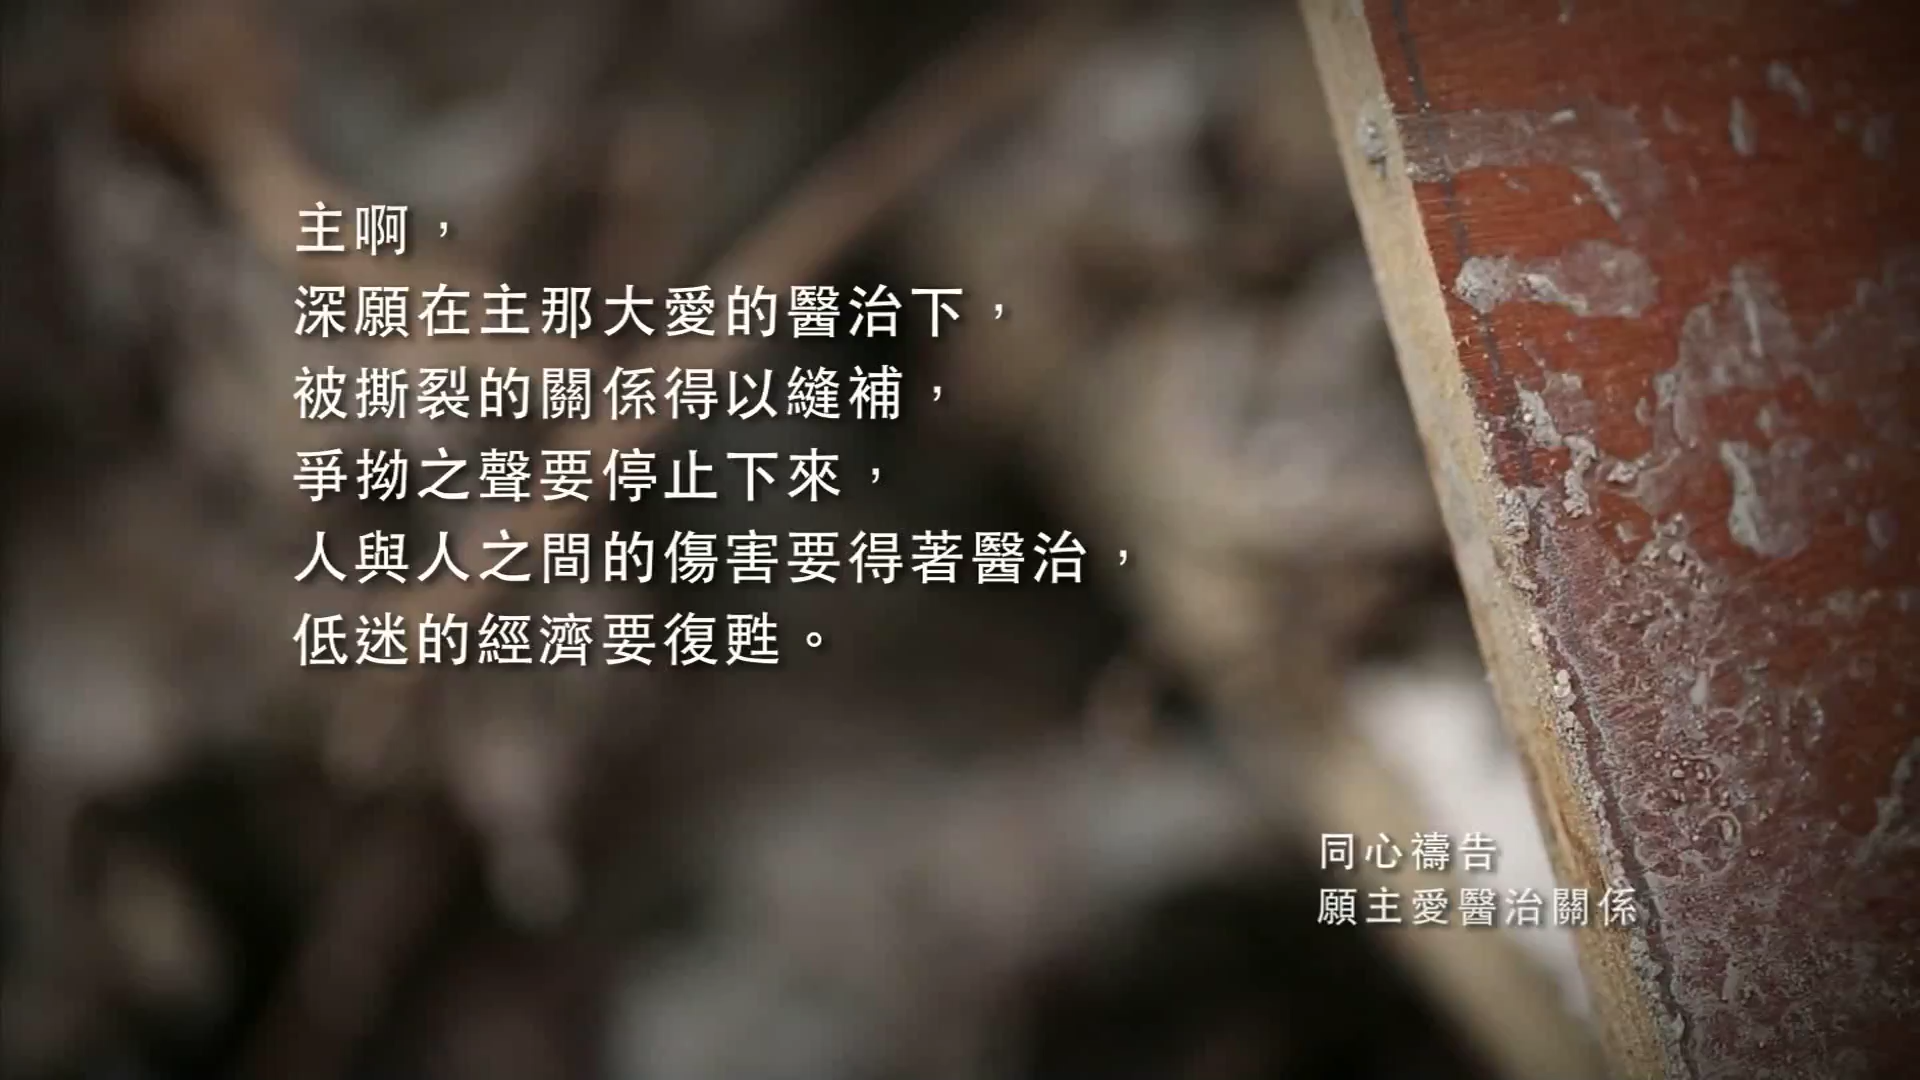 主啊，
深願在主那大愛的醫治下，
被撕裂的關係得以縫補，
爭拗之聲要停止下來，
人與人之間的傷害要得著醫治，
低迷的經濟要復甦。
同心禱告
願主愛醫治關係